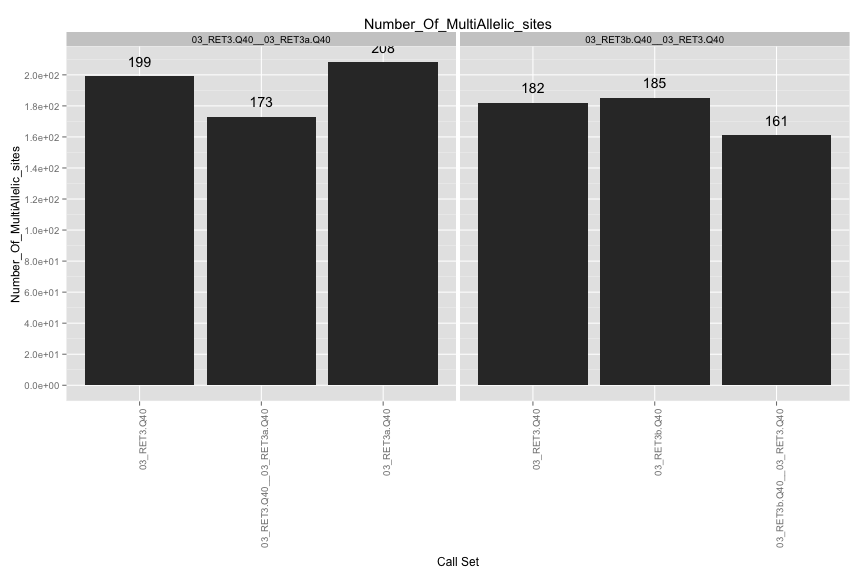 Number_Of_MultiAllelic_sites
03_RET3.Q40__03_RET3a.Q40
03_RET3b.Q40__03_RET3.Q40
Number_Of_MultiAllelic_sites
2.0e+02
1.8e+02
1.6e+02
1.4e+02
1.2e+02
1.0e+02
8.0e+01
6.0e+01
4.0e+01
2.0e+01
0.0e+00
199
173
208
182
185
161
03_RET3.Q40
03_RET3.Q40__03_RET3a.Q40
03_RET3a.Q40
03_RET3.Q40
03_RET3b.Q40
03_RET3b.Q40__03_RET3.Q40
Call Set